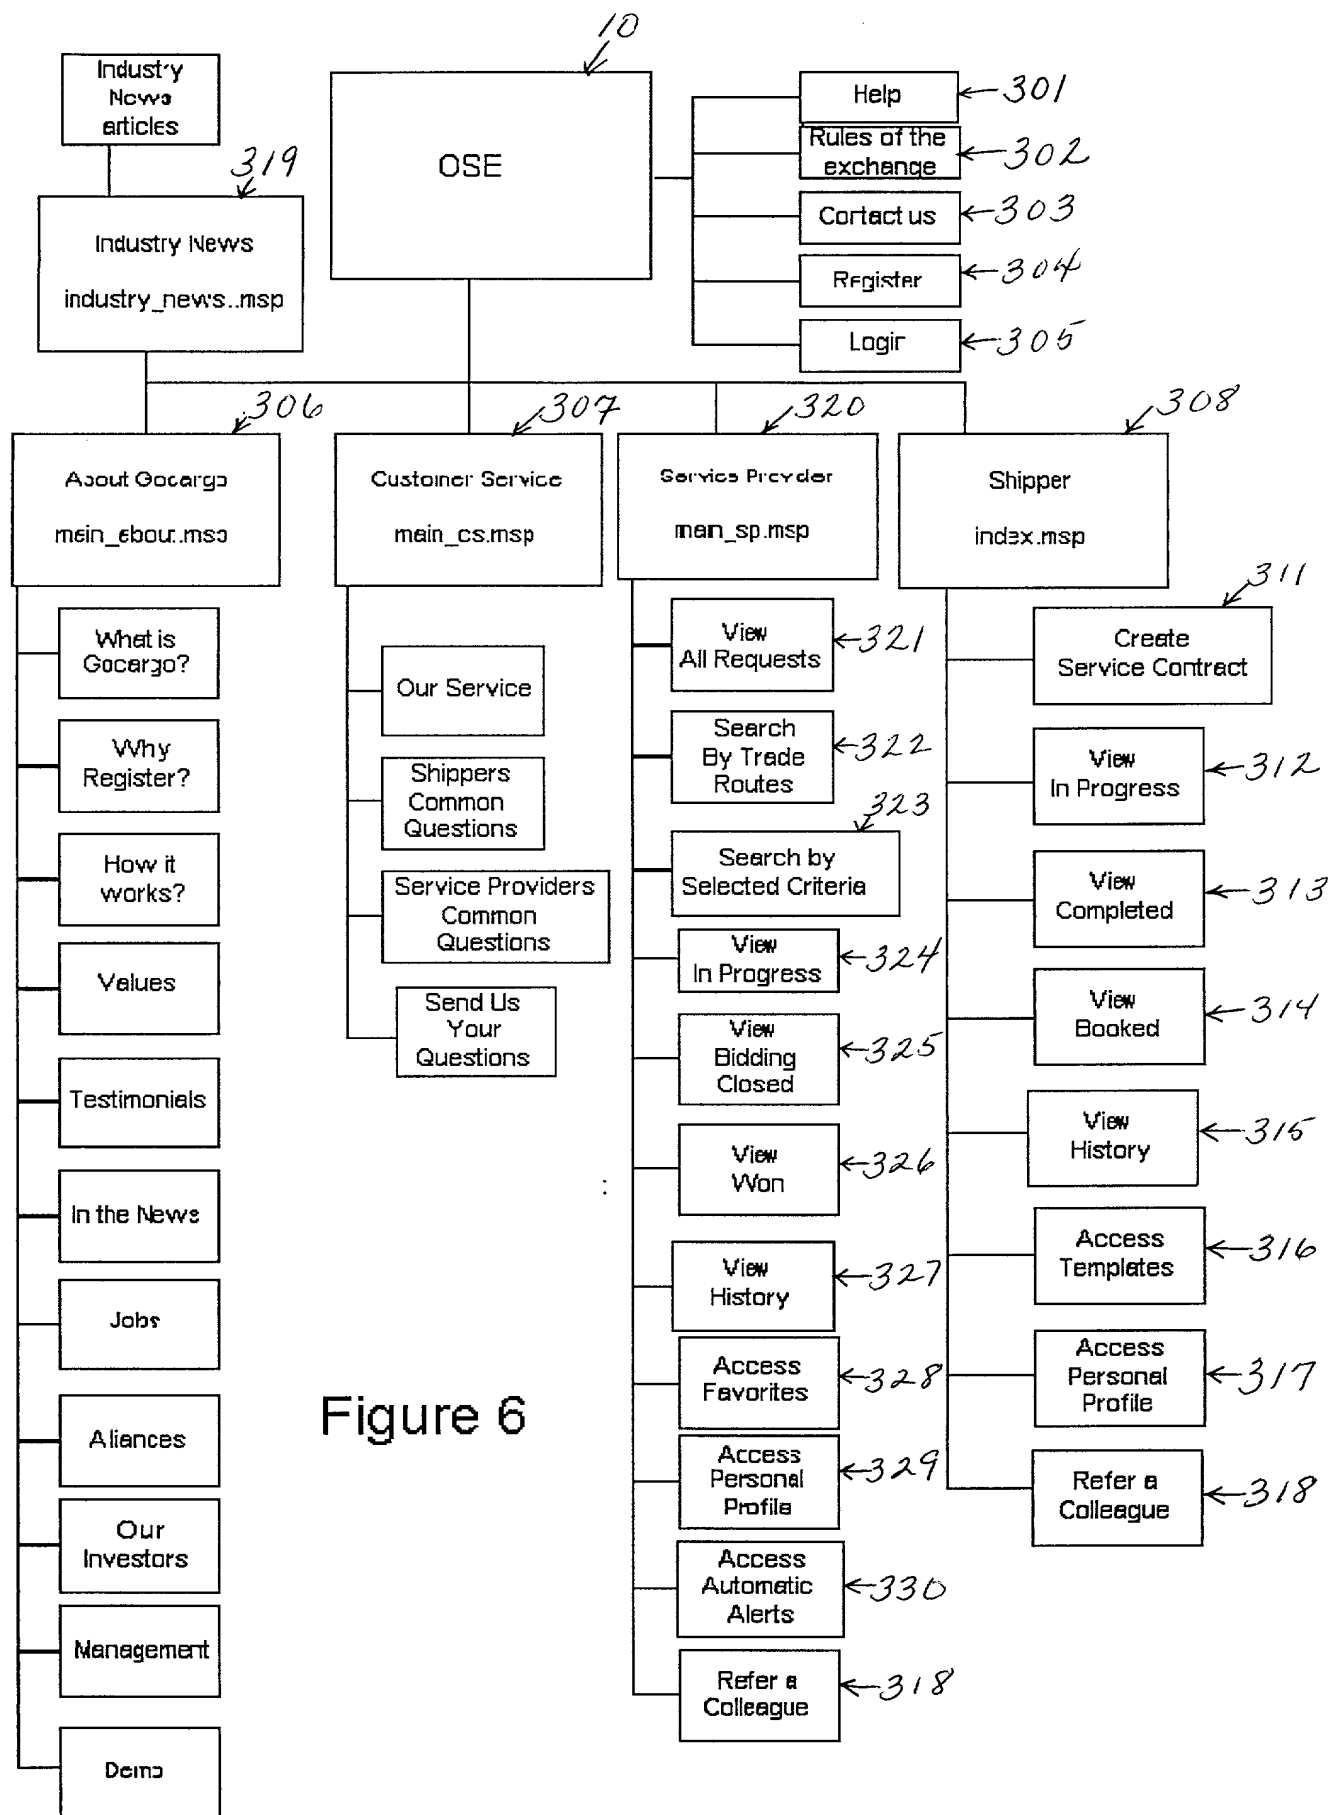 10
Industry
News
articles
319
Industry News
industry_news..msp
OSE
Help
301
Rules of the
exchange
302
Contact us
303
Register
304
Login
305
306
307
320
308
About Gocargo
main_about.msp
Customer Service
main_cs.msp
Service Provider
main_sp.msp
Shipper
index.msp
What is
Gocargo?
Why
Register?
How it
works?
Values
Testimonials
In the News
Jobs
Aliances
Our
Investors
Management
Demo
Our Service
Shippers
Common
Questions
Service Providers
Common
Questions
Send Us
Your
Questions
View
All Requests
321
Search
By Trade
Routes
322
323
Search by
Selected Criteria
View
In Progress
324
View
Bidding
Closed
325
View
Won
326
View
History
327
Access
Favorites
328
Access
Personal
Profile
329
Access
Automatic
Alerts
330
Refer a
Colleague
318
311
Create
Service Contract
View
In Progress
312
View
Completed
313
View
Booked
314
View
History
315
Access
Templates
316
Access
Personal
Profile
317
Refer a
Colleague
318
Figure 6